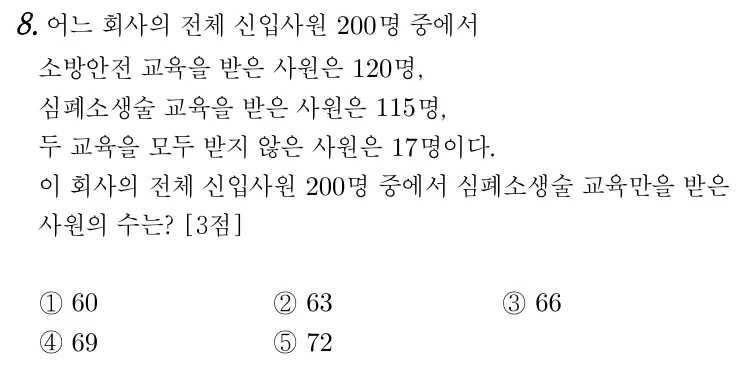 8. 어느 회사의 전체 신입사원 200명 중에서
소방안전 교육을 받은 사원은 120명,
심폐소생술 교육을 받은 사원은 115명,
두 교육을 모두 받지 않은 사원은 17명이다.
이 회사의 전체 신입사원 200명 중에서 심폐소생술 교육만을 받은
사원의 수는? [3점]
① 60 ② 63 ③ 66
④ 69 ⑤ 72